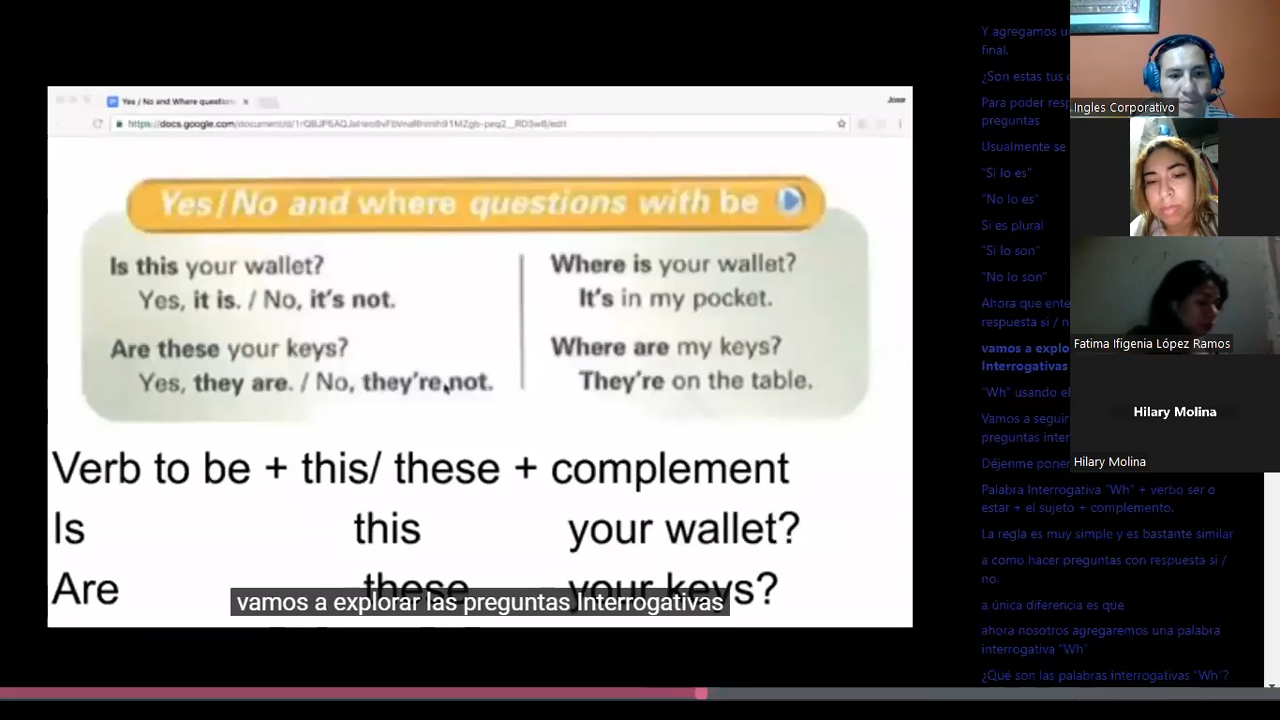 Yes / No and Where question
Jose
Yes/No and where questions with be
Is this your wallet?
Yes, it is. / No, it's not.
Are these your keys?
Yes, they are. / No, they're not.
Where is your wallet?
It's in my pocket.
Where are my keys?
They're on the table.
Verb to be + this/ these + complement
Is this your wallet?
Are these your keys?
vamos a explorar las preguntas interrogativas
Y agregamos
final.
¿Son estas tus
Para poder
preguntas
Usualmente se
"Si lo es"
"No lo es"
Si es plural
"Si lo son"
"No lo son"
Ahora que
respuesta si /
vamos a
Interrogativas
"Wh" usando
Vamos a seguir
preguntas
Déjenme
Palabra Interrogativa "Wh" + verbo ser o
estar + el sujeto + complemento.
La regla es muy simple y es bastante similar
a como hacer preguntas con respuesta si /
no.
a única diferencia es que
ahora nosotros agregaremos una palabra
interrogativa "Wh"
¿Qué son las palabras interrogativas "Wh"?
Ingles Corporativo
Fatima Ifigenia López Ramos
Hilary Molina
Hilary Molina